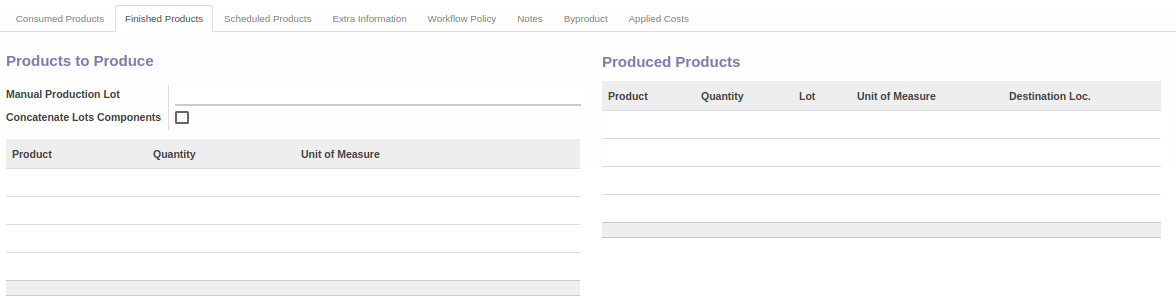 Consumed Products Finished Products Scheduled Products Extra Information Workflow Policy Notes Byproduct Applied Costs
Products to Produce
Manual Production Lot
Concatenate Lots Components
Product Quantity Unit of Measure
Produced Products
Product Quantity Lot Unit of Measure Destination Loc.